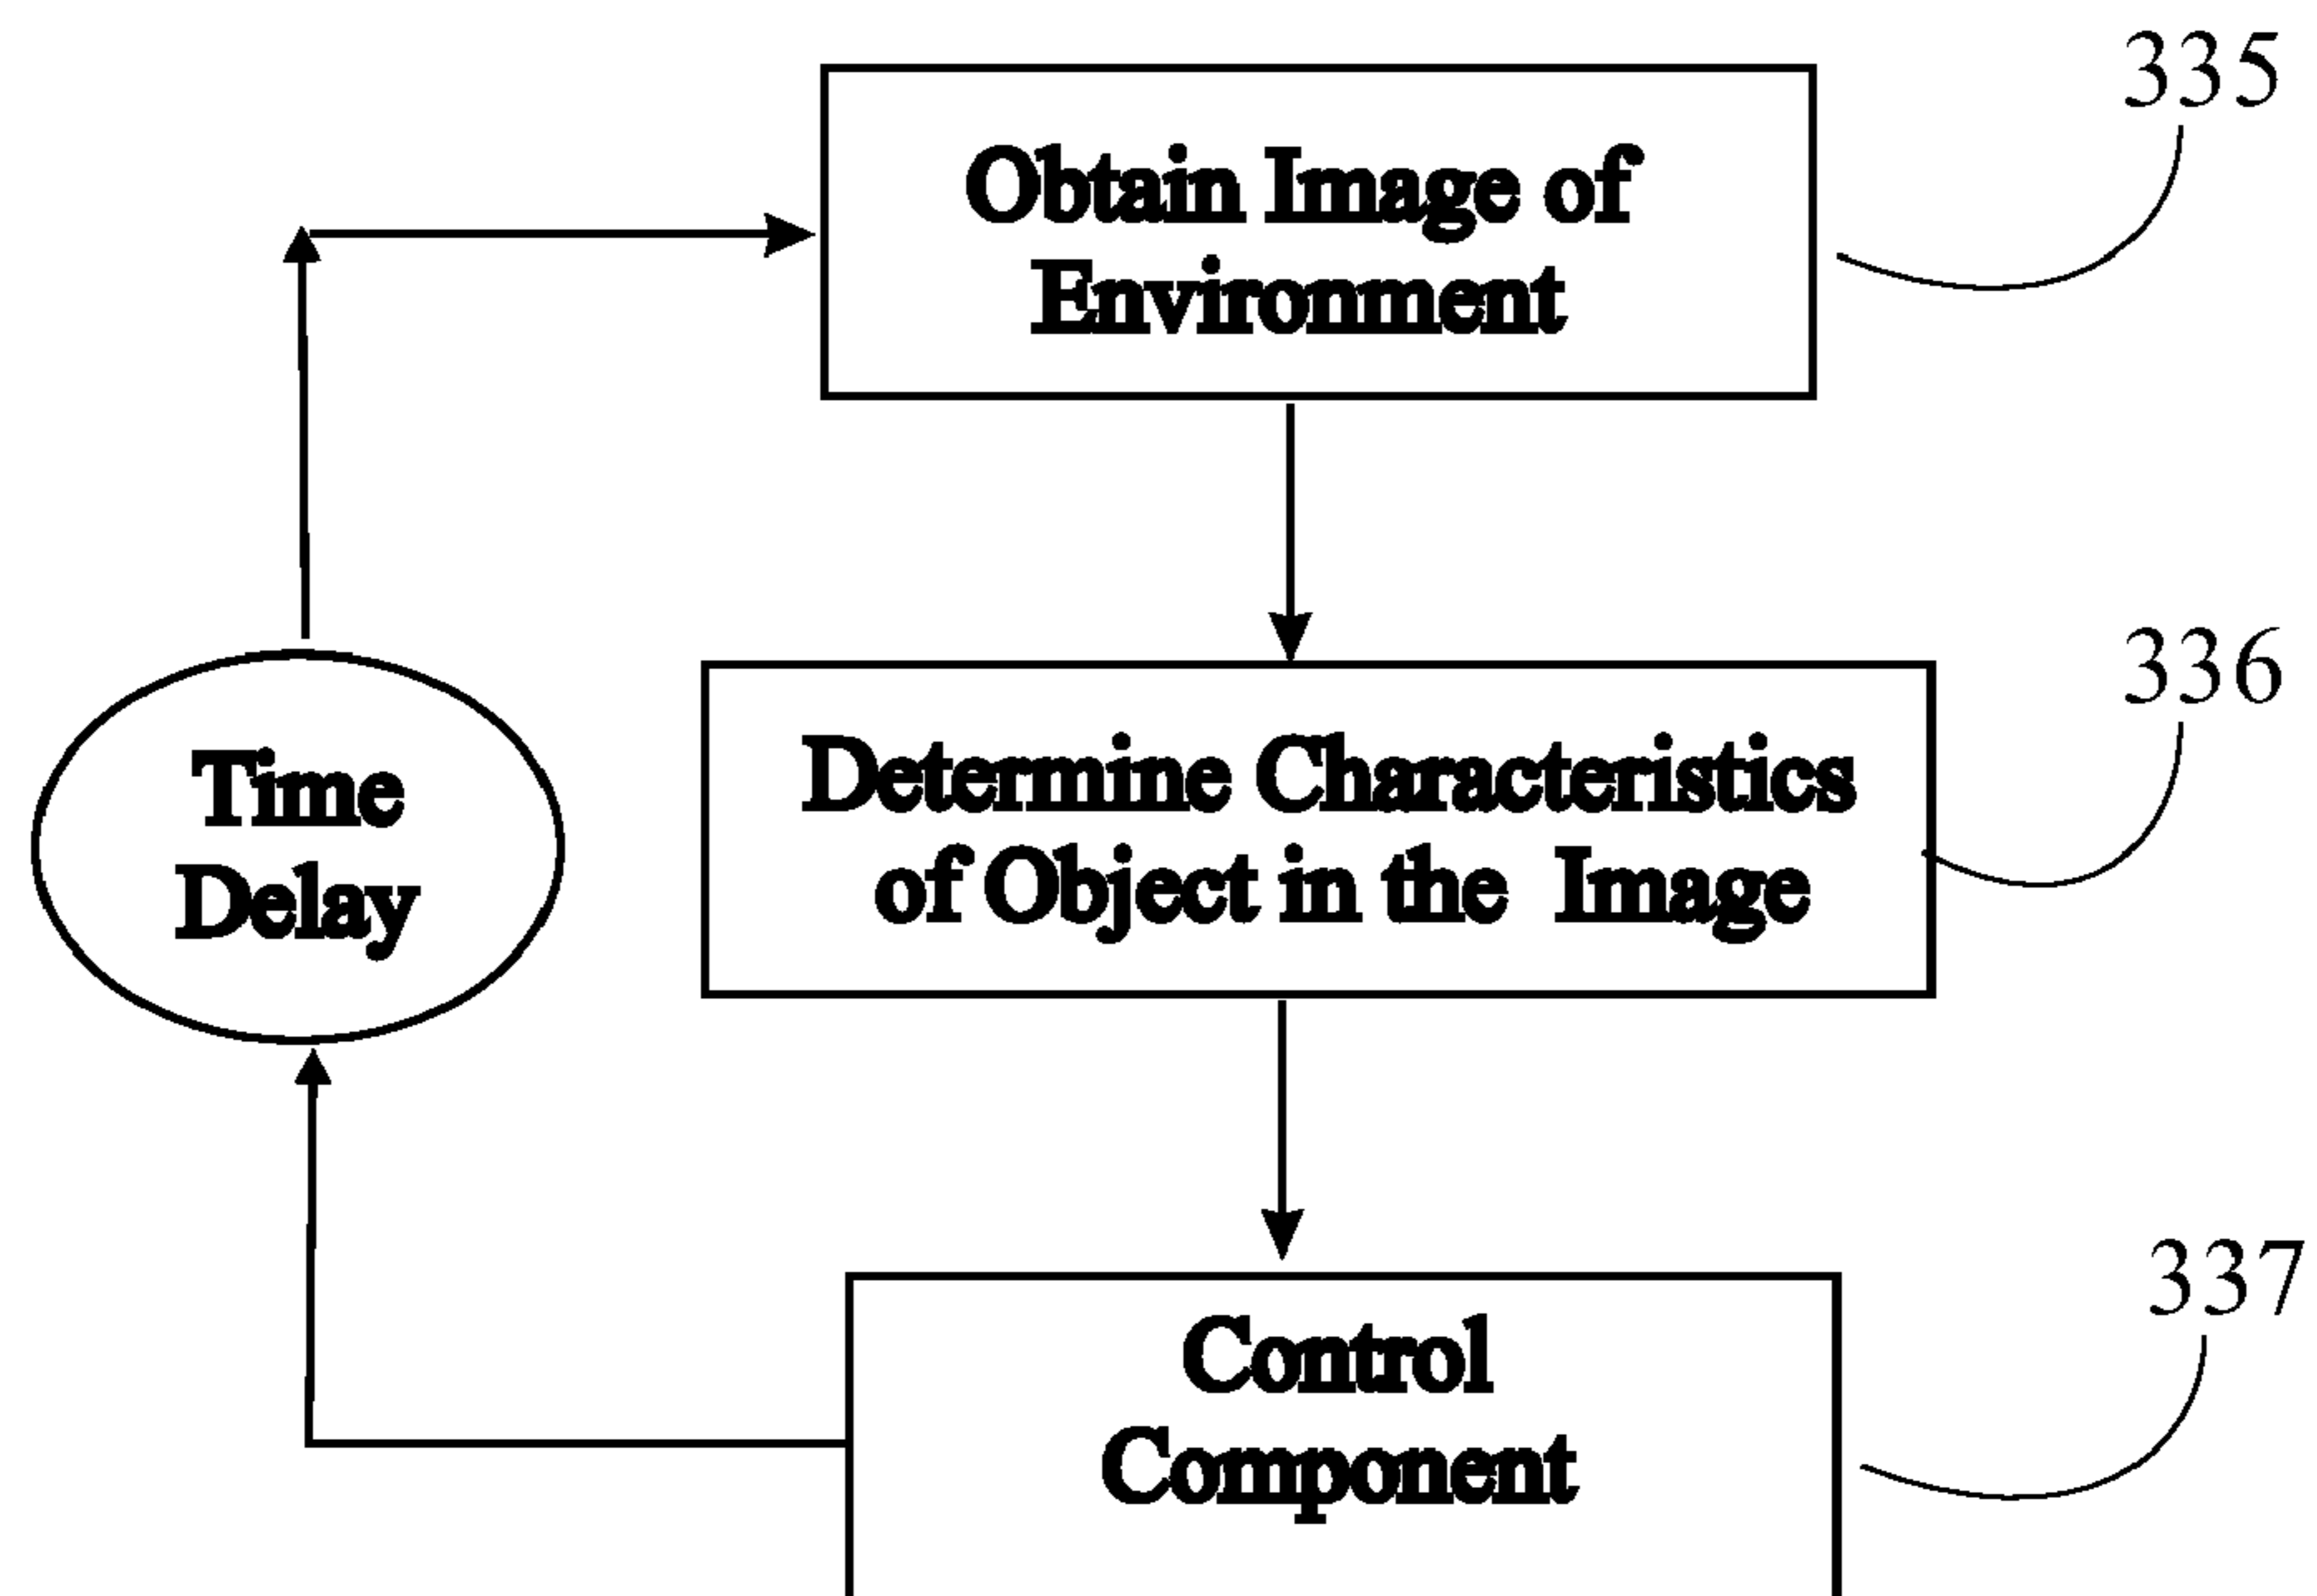 335
Obtain Image of
Environment
336
Determine Characteristics
of Object in the Image
Time
Delay
337
Control
Component